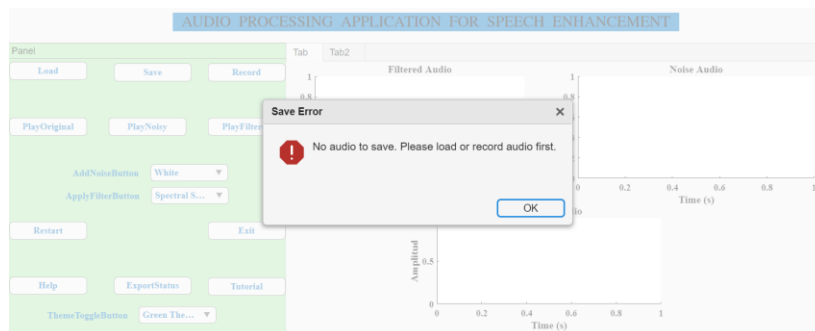 AUDIO PROCESSING APPLICATION FOR SPEECH ENHANCEMENT
Panel
Tab Tab2
Load Save Record
Filtered Audio
Noise Audio
1
0.8
1
0.8
Save Error
No audio to save. Please load or record audio first.
OK
PlayOriginal PlayNoisy PlayFilter
AddNoiseButton White
ApplyFilterButton Spectral S...
0 0.2 0.4 0.6 0.8 1
Time (s)
Restart Exit
Amplitud
0.5
0
0 0.2 0.4 0.6 0.8 1
Time (s)
Help ExportStatus Tutorial
ThemeToggleButton Green The...